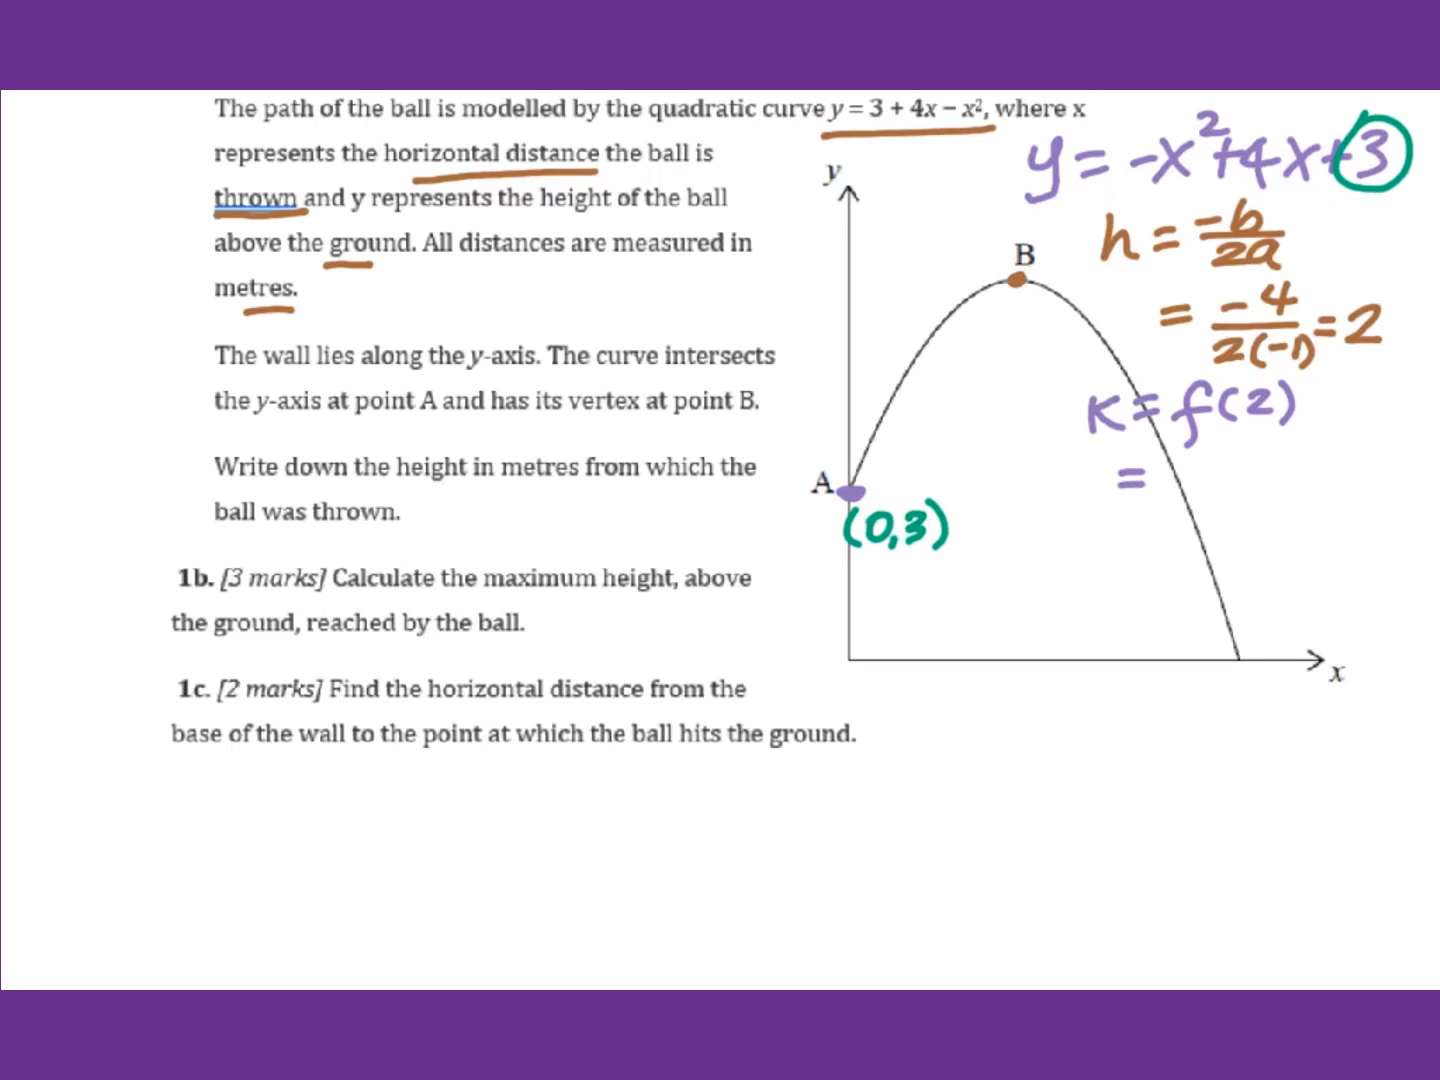 The path of the ball is modelled by the quadratic curve y = 3 + 4x − x², where x
represents the horizontal distance the ball is
thrown and y represents the height of the ball
above the ground. All distances are measured in
metres.
The wall lies along the y-axis. The curve intersects
the y-axis at point A and has its vertex at point B.
Write down the height in metres from which the
ball was thrown.
1b. [3 marks] Calculate the maximum height, above
the ground, reached by the ball.
1c. [2 marks] Find the horizontal distance from the
base of the wall to the point at which the ball hits the ground.
y
B
A
(0,3)
x
y = -x²+4x+3
h = -b/2a
= -4/2(-1) = 2
K = f(2)
=